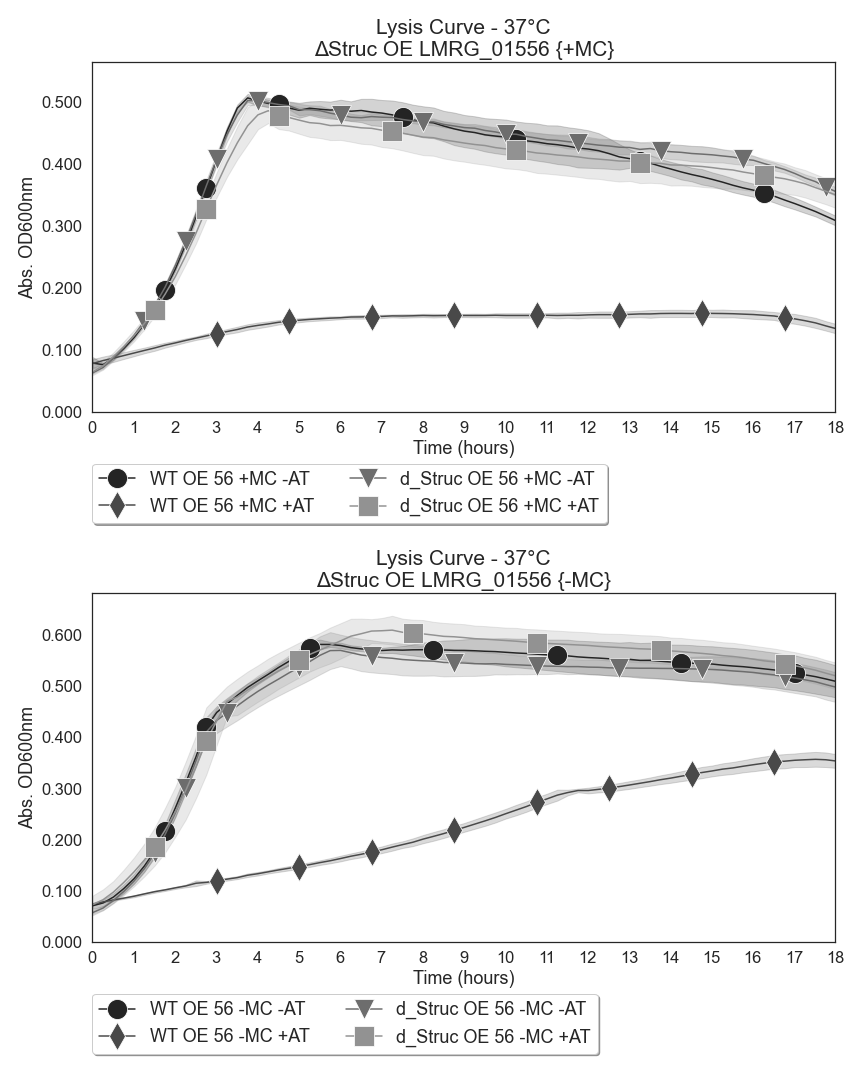 Lysis Curve - 37°C
ΔStruc OE LMRG_01556 {+MC}
Abs. OD600nm
0.500
0.400
0.300
0.200
0.100
0.000
0 1 2 3 4 5 6 7 8 9 10 11 12 13 14 15 16 17 18
Time (hours)
WT OE 56 +MC -AT d_Struc OE 56 +MC -AT
WT OE 56 +MC +AT d_Struc OE 56 +MC +AT
Lysis Curve - 37°C
ΔStruc OE LMRG_01556 {-MC}
Abs. OD600nm
0.600
0.500
0.400
0.300
0.200
0.100
0.000
0 1 2 3 4 5 6 7 8 9 10 11 12 13 14 15 16 17 18
Time (hours)
WT OE 56 -MC -AT d_Struc OE 56 -MC -AT
WT OE 56 -MC +AT d_Struc OE 56 -MC +AT